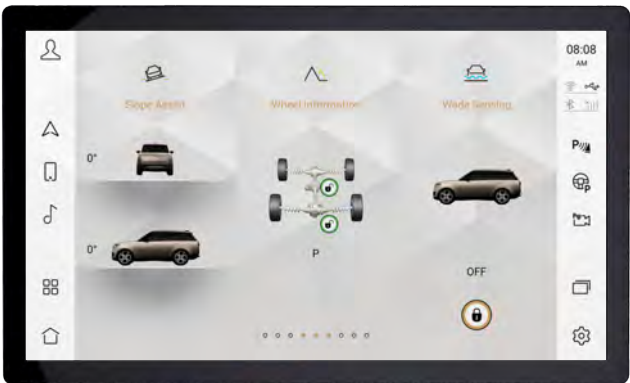 08:08
AM
Slope Assist
Wheel Information
Wade Sensing
0°
0°
P
OFF
P
P